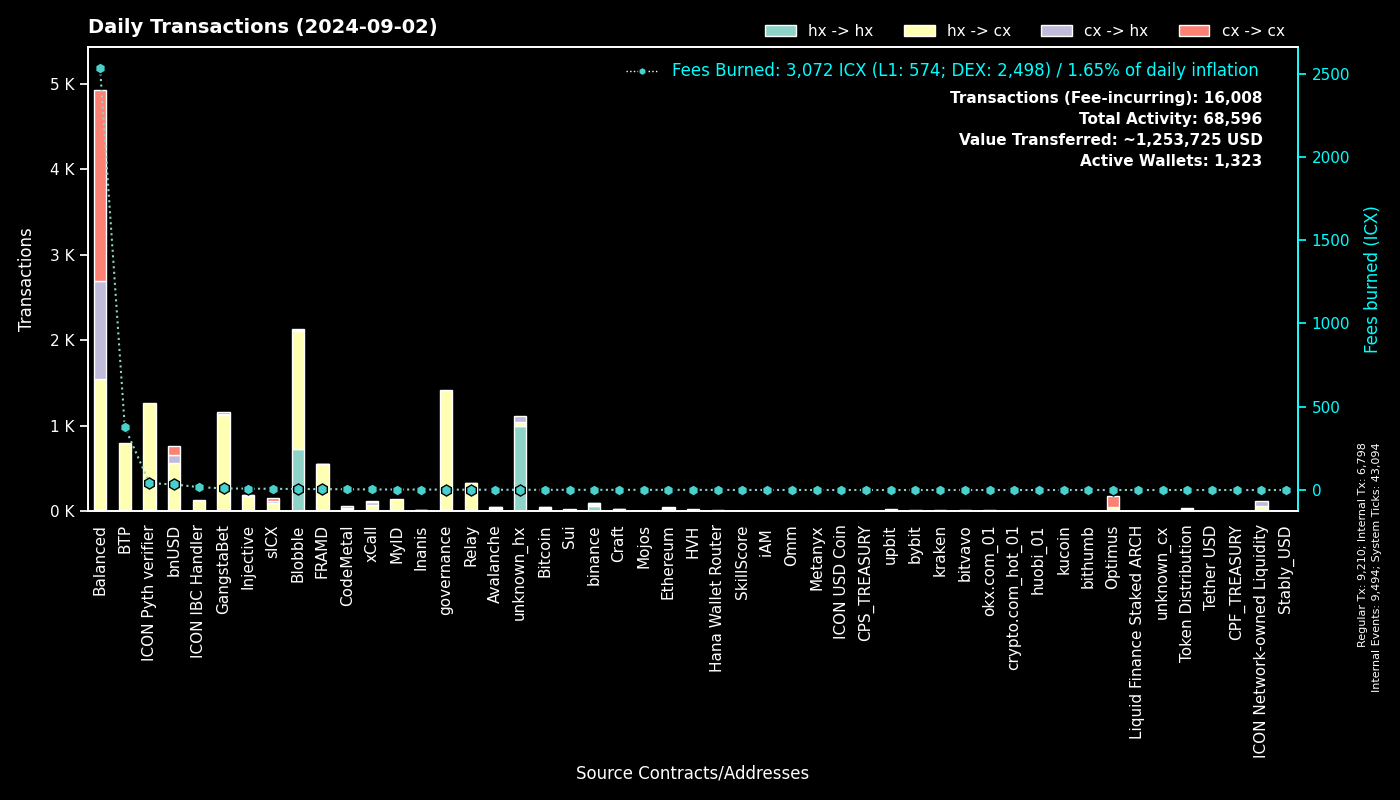 Daily Transactions (2024-09-02)
hx -> hx
hx -> cx
cx -> hx
cx -> cx
Fees Burned: 3,072 ICX (L1: 574; DEX: 2,498) / 1.65% of daily inflation
Transactions (Fee-incurring): 16,008
Total Activity: 68,596
Value Transferred: ~1,253,725 USD
Active Wallets: 1,323
Transactions
5 K
4 K
3 K
2 K
1 K
0 K
2500
2000
1500
1000
500
0
Fees burned (ICX)
Balanced
BTP
ICON Pyth verifier
bnUSD
ICON IBC Handler
GangstaBet
Injective
sICX
Blobble
FRAMD
CodeMetal
xCall
MyID
Inanis
governance
Relay
Avalanche
unknown_hx
Bitcoin
Sui
binance
Craft
Mojos
Ethereum
HVH
Hana Wallet Router
SkillScore
iAM
Omm
Metanyx
ICON USD Coin
CPS_TREASURY
upbit
bybit
kraken
bitvavo
okx.com_01
crypto.com_hot_01
huobi_01
kucoin
bithumb
Optimus
Liquid Finance Staked ARCH
unknown_cx
Token Distribution
Tether USD
CPF_TREASURY
ICON Network-owned Liquidity
Stably_USD
Source Contracts/Addresses
Regular Tx: 9,210; Internal Tx: 6,798
Internal Events: 9,494; System Ticks: 43,094